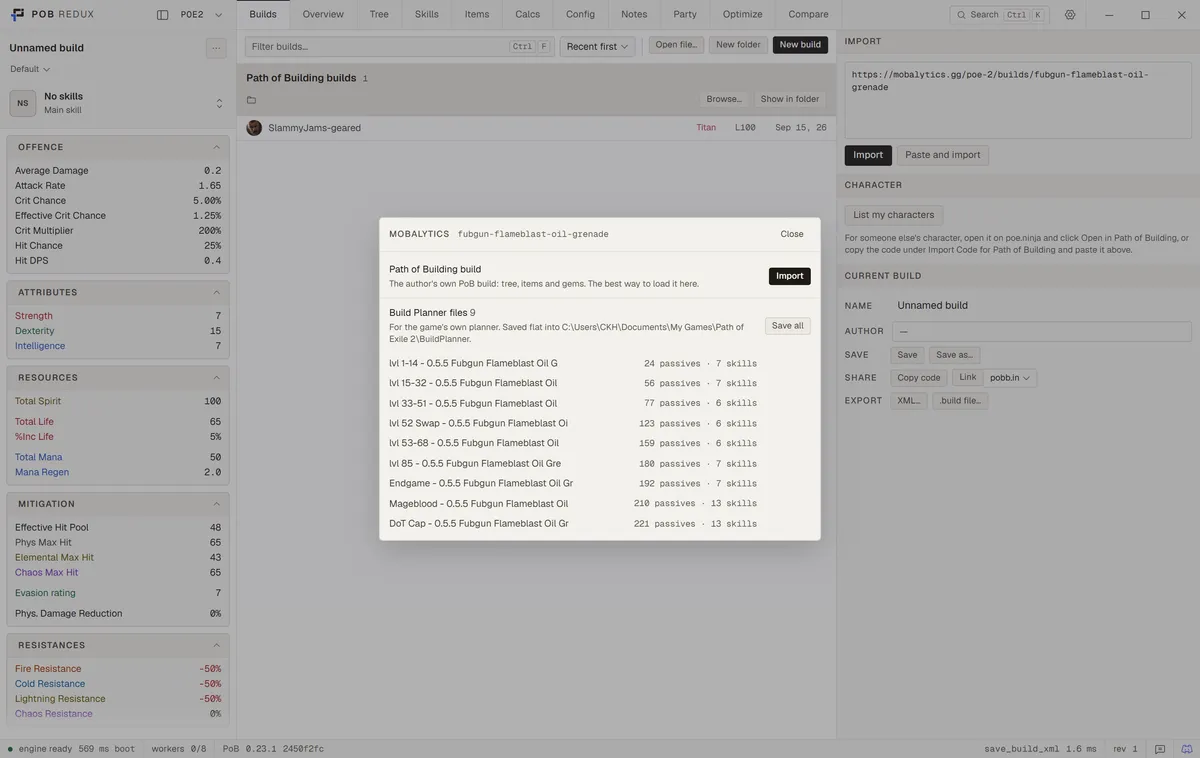 POB REDUX
POE2
Builds
Overview
Tree
Skills
Items
Calcs
Config
Notes
Party
Optimize
Compare
Search Ctrl K
Unnamed build
...
Default
NS
No skills
Main skill
OFFENCE
Average Damage 0.2
Attack Rate 1.65
Crit Chance 5.00%
Effective Crit Chance 1.25%
Crit Multiplier 200%
Hit Chance 25%
Hit DPS 0.4
ATTRIBUTES
Strength 7
Dexterity 15
Intelligence 7
RESOURCES
Total Spirit 100
Total Life 65
%Inc Life 5%
Total Mana 50
Mana Regen 2.0
MITIGATION
Effective Hit Pool 48
Phys Max Hit 65
Elemental Max Hit 43
Chaos Max Hit 65
Evasion rating 7
Phys. Damage Reduction 0%
RESISTANCES
Fire Resistance -50%
Cold Resistance -50%
Lightning Resistance -50%
Chaos Resistance 0%
Filter builds... Ctrl F
Recent first
Open file...
New folder
New build
Path of Building builds 1
Browse...
Show in folder
SlammyJams-geared Titan L100 Sep 15, 26
MOBALYTICS fubgun-flameblast-oil-grenade Close
Path of Building build
The author's own PoB build: tree, items and gems. The best way to load it here.
Import
Build Planner files 9
For the game's own planner. Saved flat into C:\Users\CKH\Documents\My Games\Path of
Exile 2\BuildPlanner.
Save all
lvl 1-14 - 0.5.5 Fubgun Flameblast Oil G 24 passives · 7 skills
lvl 15-32 - 0.5.5 Fubgun Flameblast Oil 56 passives · 7 skills
lvl 33-51 - 0.5.5 Fubgun Flameblast Oil 77 passives · 6 skills
lvl 52 Swap - 0.5.5 Fubgun Flameblast Oi 123 passives · 6 skills
lvl 53-68 - 0.5.5 Fubgun Flameblast Oil 159 passives · 6 skills
lvl 85 - 0.5.5 Fubgun Flameblast Oil Gre 180 passives · 7 skills
Endgame - 0.5.5 Fubgun Flameblast Oil Gr 192 passives · 7 skills
Mageblood - 0.5.5 Fubgun Flameblast Oil 210 passives · 13 skills
DoT Cap - 0.5.5 Fubgun Flameblast Oil Gr 221 passives · 13 skills
IMPORT
https://mobalytics.gg/poe-2/builds/fubgun-flameblast-oil-
grenade
Import
Paste and import
CHARACTER
List my characters
For someone else's character, open it on poe.ninja and click Open in Path of Building, or
copy the code under Import Code for Path of Building and paste it above.
CURRENT BUILD
NAME Unnamed build
AUTHOR —
SAVE Save Save as...
SHARE Copy code Link pobb.in
EXPORT XML... .build file...
engine ready 569 ms boot workers 0/8 PoB 0.23.1 2450f2fc
save_build_xml 1.6 ms rev 1